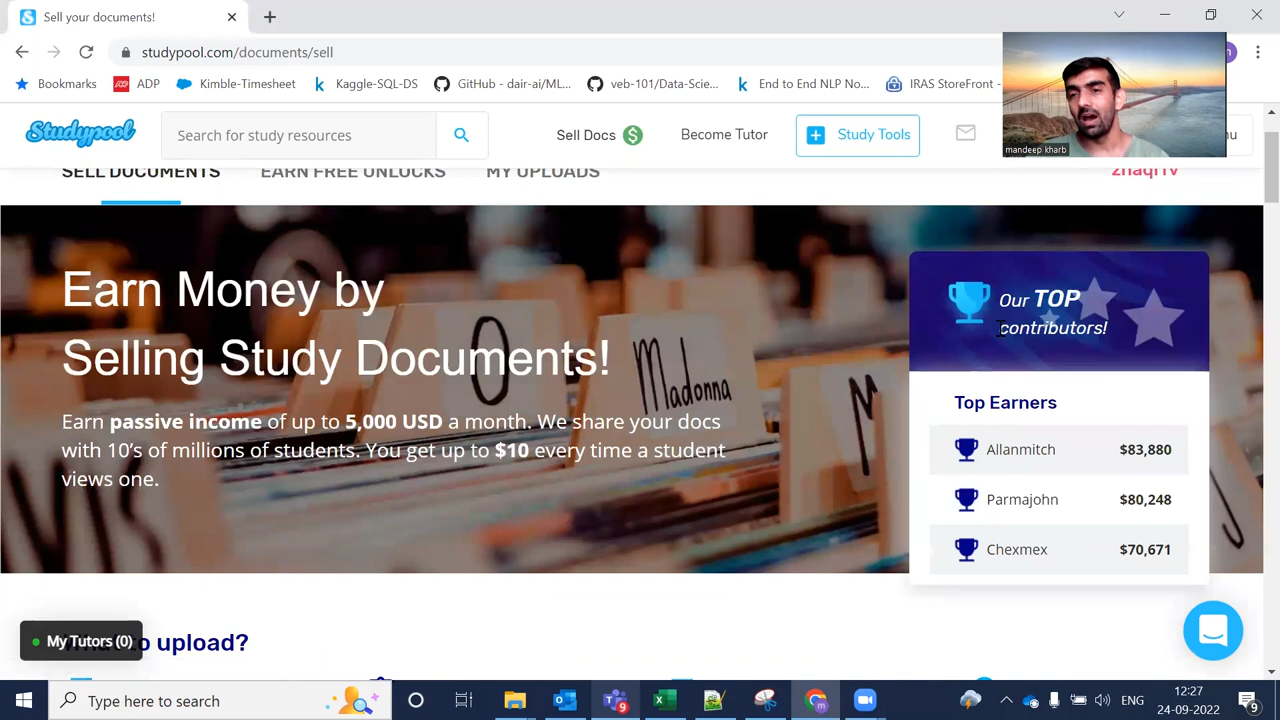 Sell your documents!
studypool.com/documents/sell
Bookmarks
ADP
Kimble-Timesheet
Kaggle--DS
GitHub - dair-ai/ML...
veb-101/Data-Scie...
End to End NLP No...
IRAS StoreFront -
Studypool
Search for study resources
Sell Docs
Become Tutor
Study Tools
mandeep kharb
SELL DOCUMENTS
EARN FREE UNLOCKS
MY UPLOADS
Earn Money by
Selling Study Documents!
Earn passive income of up to 5,000 USD a month. We share your docs
with 10's of millions of students. You get up to $10 every time a student
views one.
O
Madonna
Our TOP
contributors!
Top Earners
Allanmitch $83,880
Parmajohn $80,248
Chexmex $70,671
My Tutors (0)
to upload?
Type here to search
9
ENG
12:27
24-09-2022
9